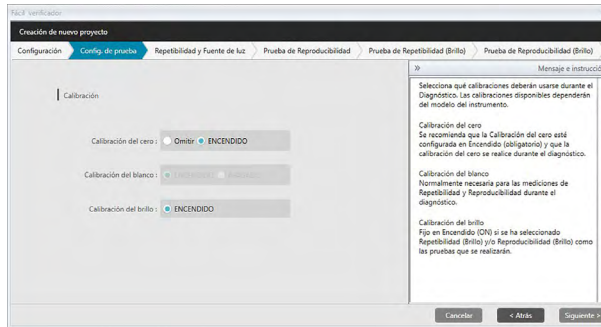 Fácil verificador
Creación de nuevo proyecto
Configuración
Config. de prueba
Repetibilidad y Fuente de luz
Prueba de Reproducibilidad
Prueba de Repetibilidad (Brillo)
Prueba de Reproducibilidad (Brillo)
»
Mensaje e instrucció
Calibración
Calibración del cero : Omitir ENCENDIDO
Calibración del blanco :
Calibración del brillo : ENCENDIDO
Selecciona qué calibraciones deberán usarse durante el
Diagnóstico. Las calibraciones disponibles dependerán
del modelo del instrumento.
Calibración del cero
Se recomienda que la Calibración del cero esté
configurada en Encendido (obligatorio) y que la
calibración del cero se realice durante el diagnóstico.
Calibración del blanco
Normalmente necesaria para las mediciones de
Repetibilidad y Reproducibilidad durante el
diagnóstico.
Calibración del brillo
Fijo en Encendido (ON) si se ha seleccionado
Repetibilidad (Brillo) y/o Reproducibilidad (Brillo) como
las pruebas que se realizarán.
Cancelar
< Atrás
Siguiente >